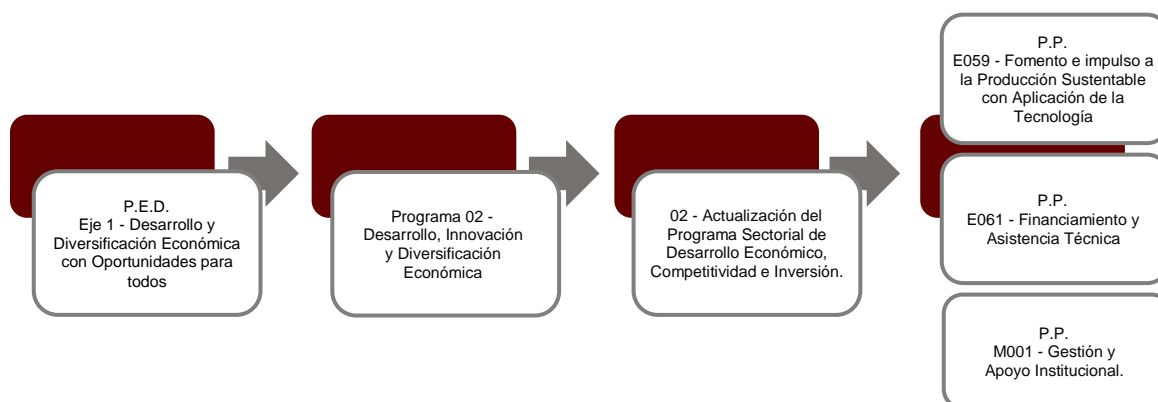 P.E.D.
Eje 1 - Desarrollo y
Diversificación Económica
con Oportunidades para
todos
Programa 02 -
Desarrollo, Innovación
y Diversificación
Económica
02 - Actualización del
Programa Sectorial de
Desarrollo Económico,
Competitividad e Inversión.
P.P.
E059 - Fomento e impulso a
la Producción Sustentable
con Aplicación de la
Tecnología
P.P.
E061 - Financiamiento y
Asistencia Técnica
P.P.
M001 - Gestión y
Apoyo Institucional.